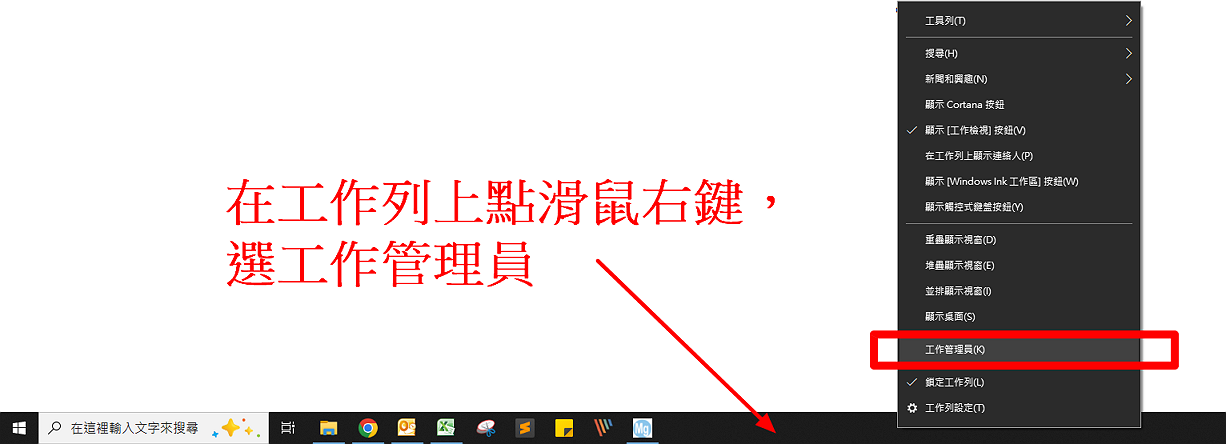 工具列(T)
搜尋(H)
新聞和興趣(N)
顯示 Cortana 按鈕
顯示 [工作檢視] 按鈕(V)
在工作列上顯示連絡人(P)
顯示 [Windows Ink 工作區] 按鈕(W)
顯示觸控式鍵盤按鈕(Y)
重疊顯示視窗(D)
堆疊顯示視窗(E)
並排顯示視窗(I)
顯示桌面(S)
工作管理員(K)
鎖定工作列(L)
工作列設定(T)
在工作列上點滑鼠右鍵，
選工作管理員
在這裡輸入文字來搜尋